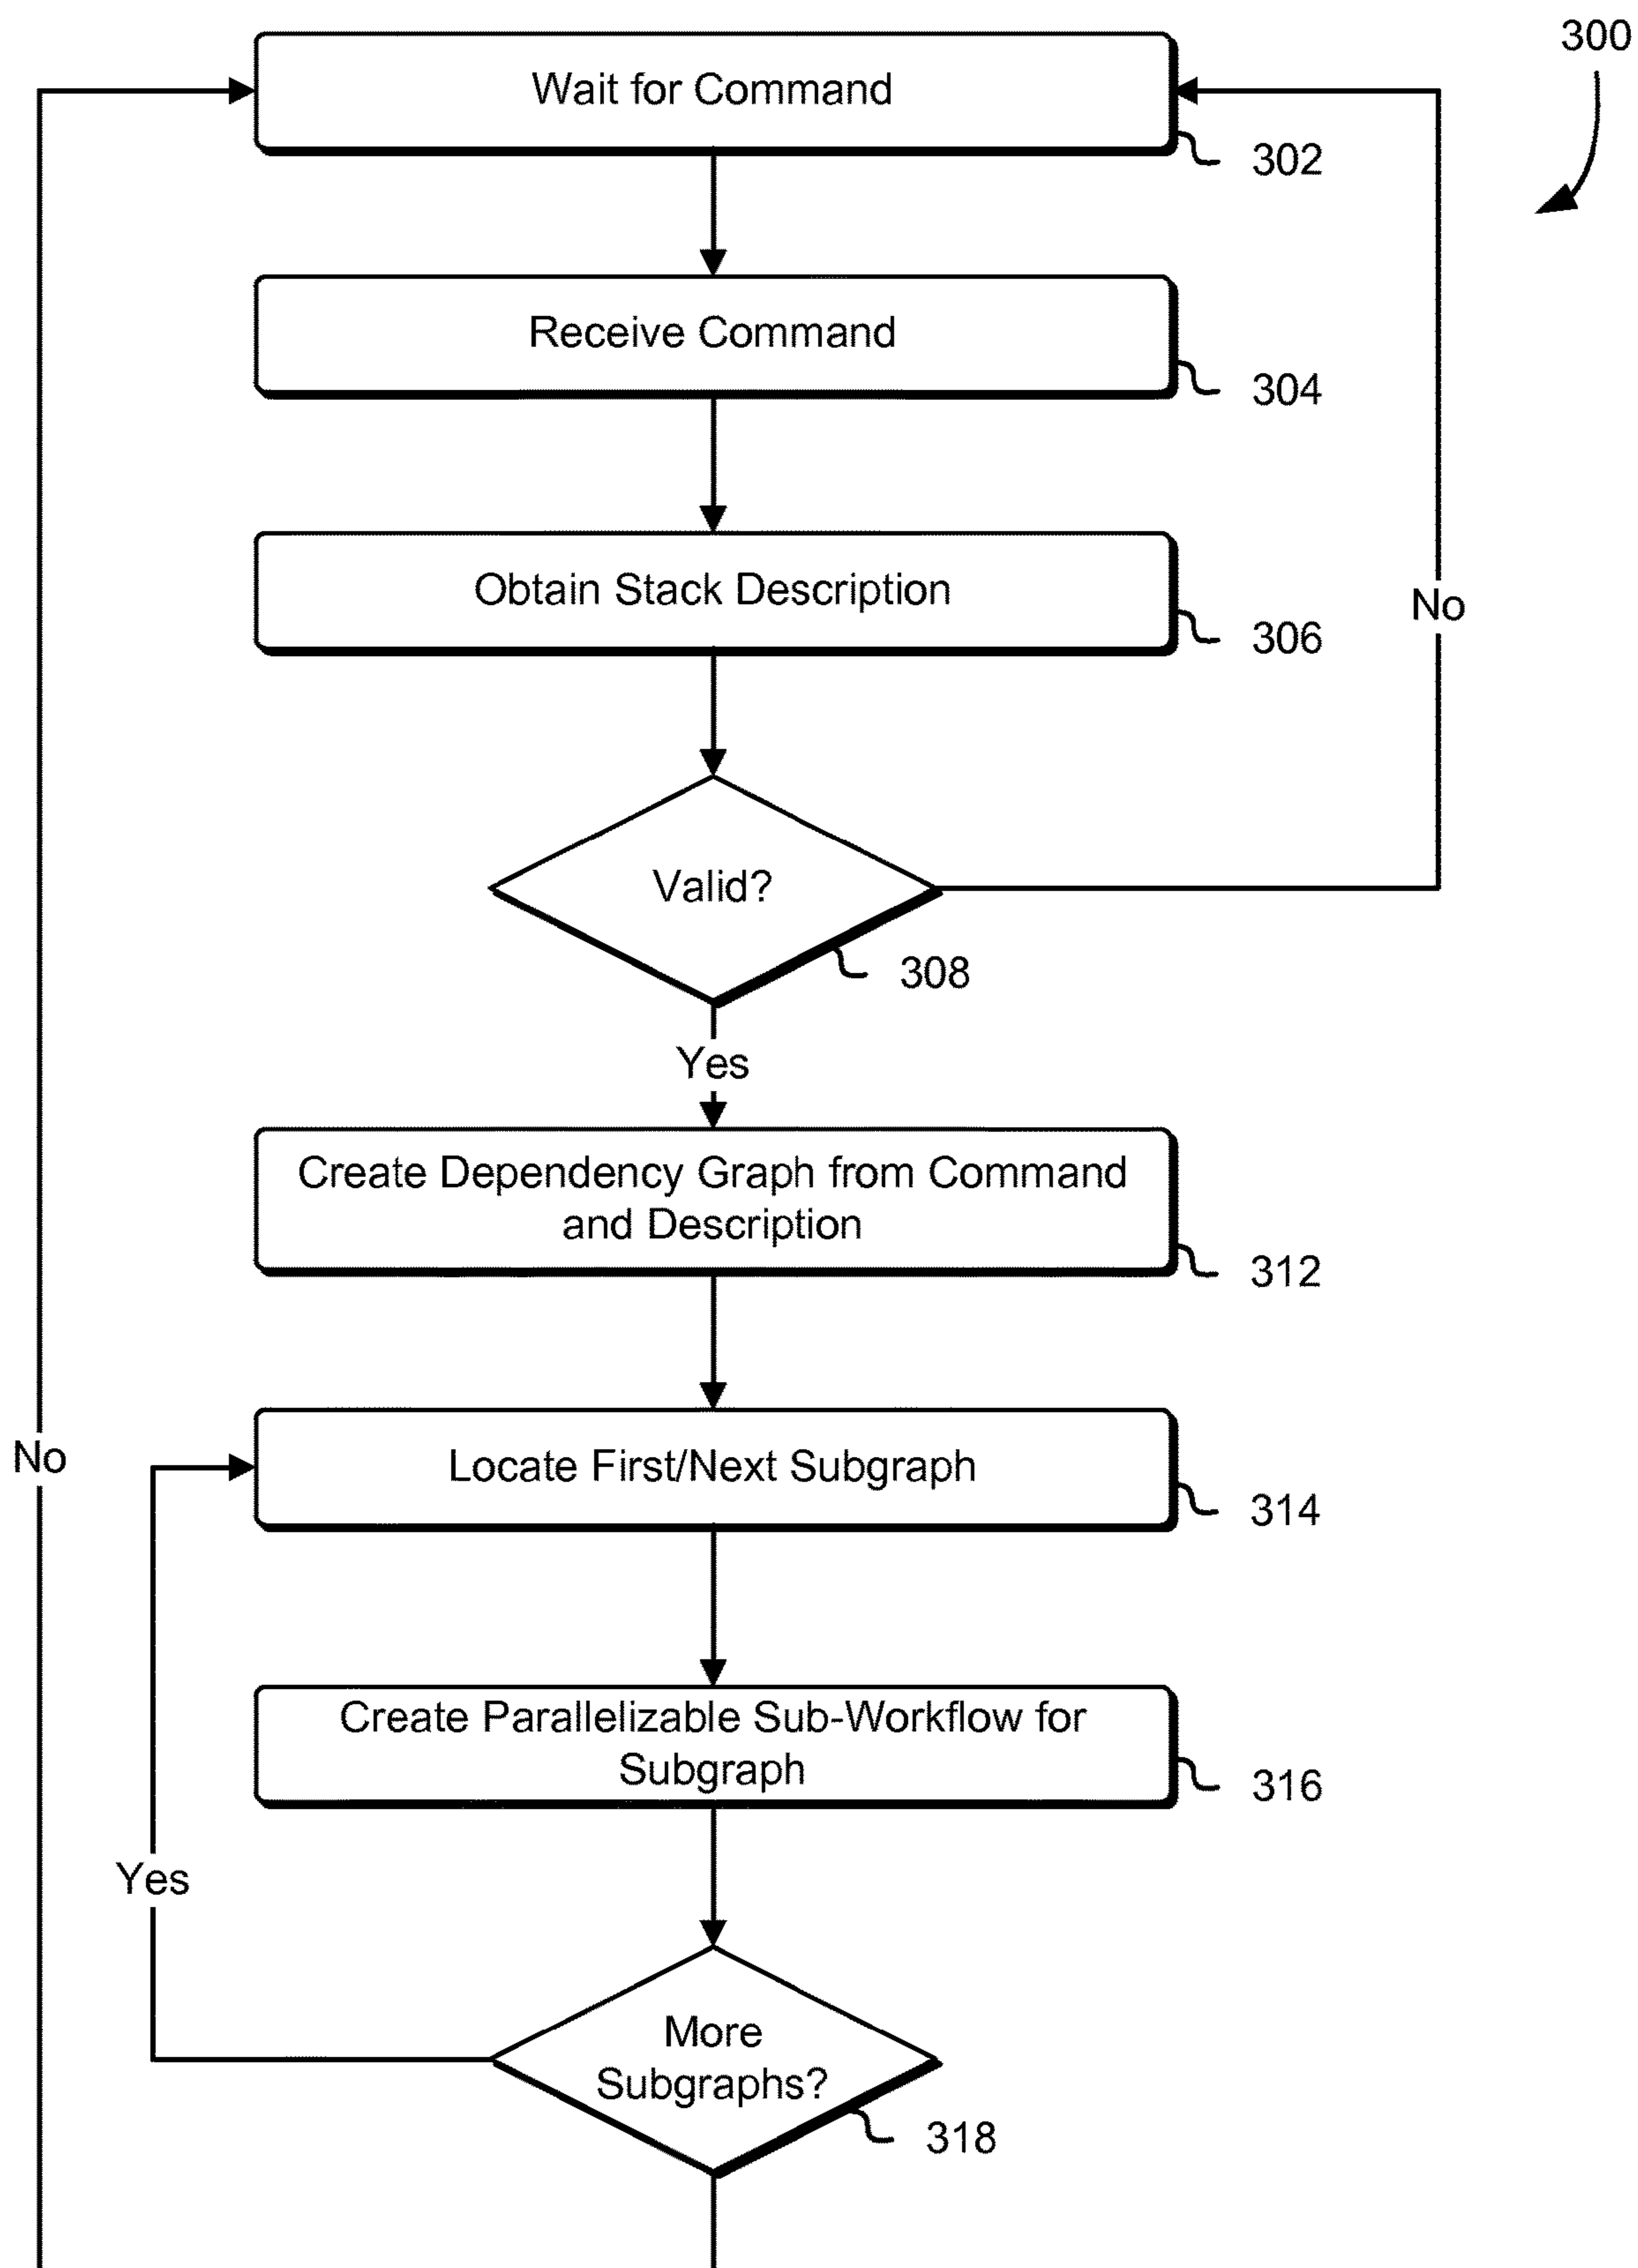 300
Wait for Command
302
Receive Command
304
Obtain Stack Description
306
No
Valid?
308
Yes
Create Dependency Graph from Command
and Description
312
No
Locate First/Next Subgraph
314
Create Parallelizable Sub-Workflow for
Subgraph
316
Yes
More
Subgraphs?
318